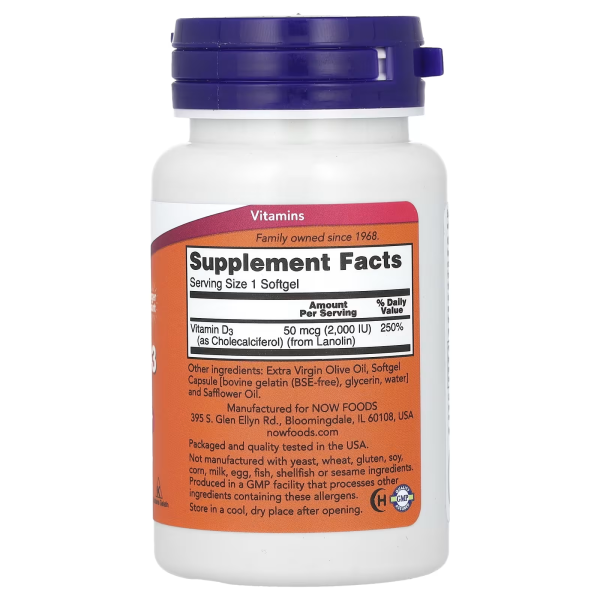 Vitamins
Family owned since 1968.
Supplement Facts
Serving Size 1 Softgel
Amount Per Serving
% Daily Value
Vitamin D3 50 mcg (2,000 IU) 250%
(as Cholecalciferol) (from Lanolin)
Other ingredients: Extra Virgin Olive Oil, Softgel
Capsule [bovine gelatin (BSE-free), glycerin, water]
and Safflower Oil.
Manufactured for NOW FOODS
395 S. Glen Ellyn Rd., Bloomingdale, IL 60108, USA
nowfoods.com
Packaged and quality tested in the USA.
Not manufactured with yeast, wheat, gluten, soy,
corn, milk, egg, fish, shellfish or sesame ingredients.
Produced in a GMP facility that processes other
ingredients containing these allergens.
Store in a cool, dry place after opening.
H
GMP
3